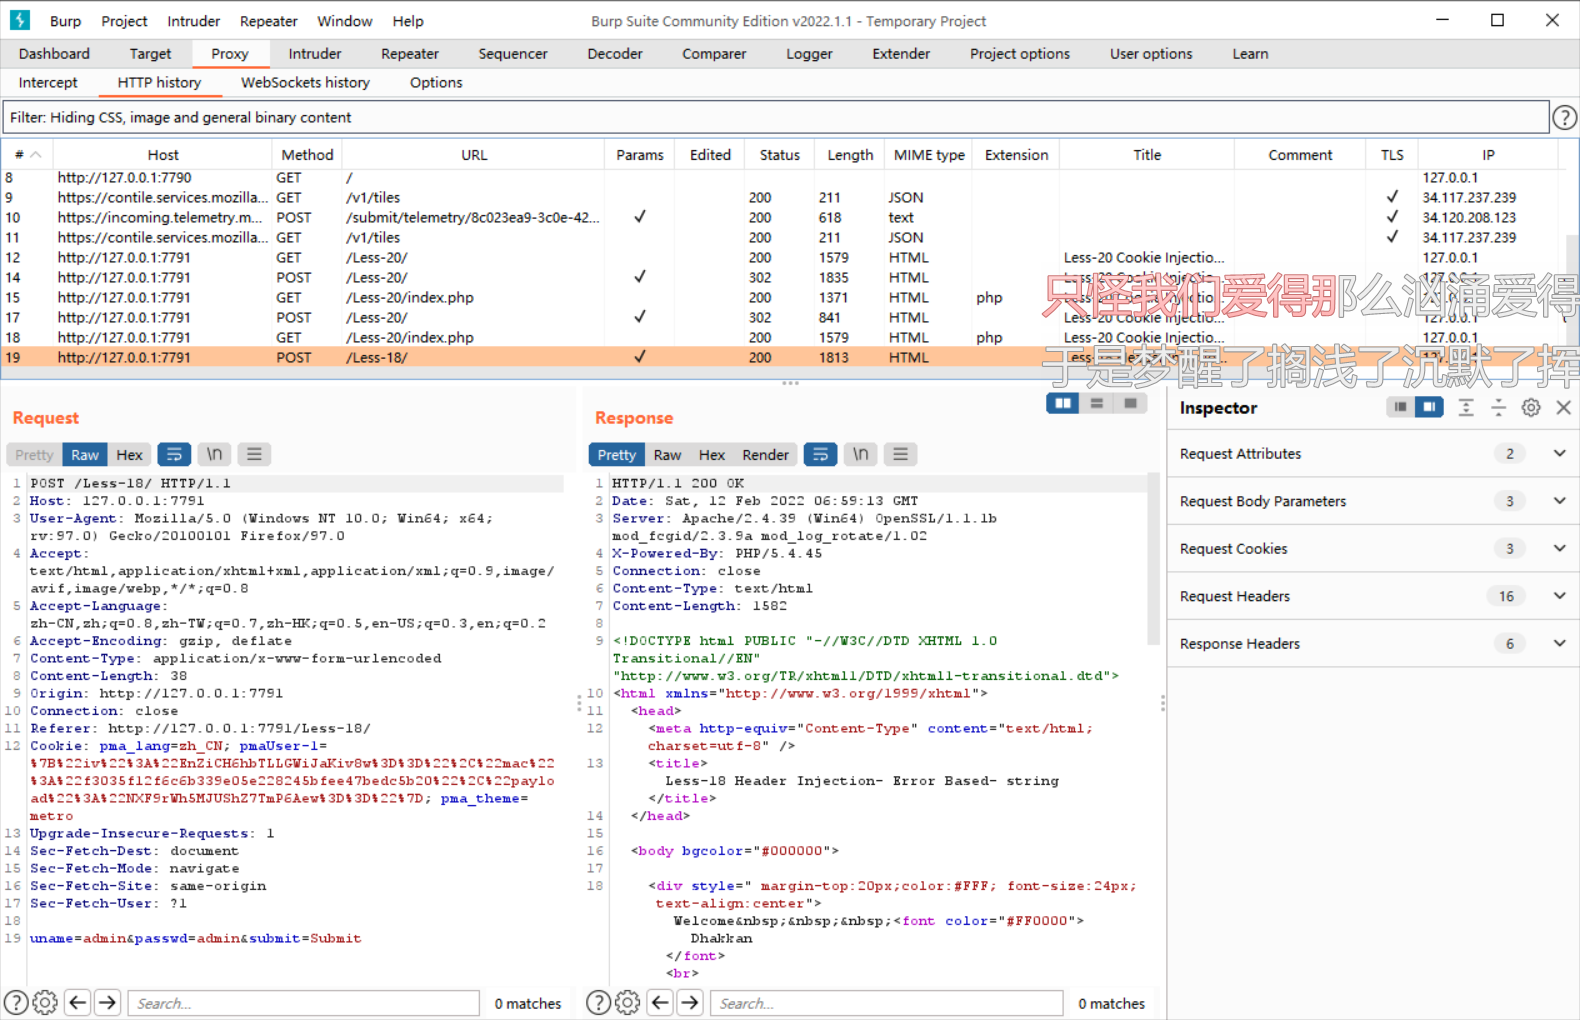 Burp Project Intruder Repeater Window Help Burp Suite Community Edition v2022.1.1 - Temporary Project
Dashboard Target Proxy Intruder Repeater Sequencer Decoder Comparer Logger Extender Project options User options Learn
Intercept HTTP history WebSockets history Options
Filter: Hiding CSS, image and general binary content
# Host Method URL Params Edited Status Length MIME type Extension Title Comment TLS IP
8 http://127.0.0.1:7790 GET / 127.0.0.1
9 https://contile.services.mozilla... GET /v1/tiles 200 211 JSON ✓ 34.117.237.239
10 https://incoming.telemetry.m... POST /submit/telemetry/8c023ea9-3c0e-42... ✓ 200 618 text ✓ 34.120.208.123
11 https://contile.services.mozilla... GET /v1/tiles 200 211 JSON ✓ 34.117.237.239
12 http://127.0.0.1:7791 GET /Less-20/ 200 1579 HTML Less-20 Cookie Injectio... 127.0.0.1
14 http://127.0.0.1:7791 POST /Less-20/ ✓ 302 1835 HTML Less-20 Cookie Injectio... 127.0.0.1
15 http://127.0.0.1:7791 GET /Less-20/index.php 200 1371 HTML php
只怪我们爱得那么汹涌爱得
17 http://127.0.0.1:7791 POST /Less-20/ ✓ 302 841 HTML Less-20 Cookie Injectio... 127.0.0.1
18 http://127.0.0.1:7791 GET /Less-20/index.php 200 1579 HTML php Less-20 Cookie Injectio... 127.0.0.1
19 http://127.0.0.1:7791 POST /Less-18/ ✓ 200 1813 HTML
于是梦醒了搁浅了沉默了挥
Request
Pretty Raw Hex \n
1 POST /Less-18/ HTTP/1.1
2 Host: 127.0.0.1:7791
3 User-Agent: Mozilla/5.0 (Windows NT 10.0; Win64; x64;
rv:97.0) Gecko/20100101 Firefox/97.0
4 Accept:
text/html,application/xhtml+xml,application/xml;q=0.9,image/
avif,image/webp,*/*;q=0.8
5 Accept-Language:
zh-CN,zh;q=0.8,zh-TW;q=0.7,zh-HK;q=0.5,en-US;q=0.3,en;q=0.2
6 Accept-Encoding: gzip, deflate
7 Content-Type: application/x-www-form-urlencoded
8 Content-Length: 38
9 Origin: http://127.0.0.1:7791
10 Connection: close
11 Referer: http://127.0.0.1:7791/Less-18/
12 Cookie: pma_lang=zh_CN; pmaUser-1=
%7B%22iv%22%3A%22EnZiCH6hbTLLGWiJaKiv8w%3D%3D%22%2C%22mac%22
%3A%22f3035f12f6c6b339e05e228245bfee47bedc5b20%22%2C%22paylo
ad%22%3A%22NXF9rWh5MJUShZ7TmP6Aew%3D%3D%22%7D; pma_theme=
metro
13 Upgrade-Insecure-Requests: 1
14 Sec-Fetch-Dest: document
15 Sec-Fetch-Mode: navigate
16 Sec-Fetch-Site: same-origin
17 Sec-Fetch-User: ?1
18
19 uname=admin&passwd=admin&submit=Submit
Search... 0 matches
Response
Pretty Raw Hex Render \n
1 HTTP/1.1 200 OK
2 Date: Sat, 12 Feb 2022 06:59:13 GMT
3 Server: Apache/2.4.39 (Win64) OpenSSL/1.1.1b
mod_fcgid/2.3.9a mod_log_rotate/1.02
4 X-Powered-By: PHP/5.4.45
5 Connection: close
6 Content-Type: text/html
7 Content-Length: 1582
8
9 <!DOCTYPE html PUBLIC "-//W3C//DTD XHTML 1.0
Transitional//EN"
"http://www.w3.org/TR/xhtml1/DTD/xhtml1-transitional.dtd">
10 <html xmlns="http://www.w3.org/1999/xhtml">
11 <head>
12 <meta http-equiv="Content-Type" content="text/html;
charset=utf-8" />
13 <title>
Less-18 Header Injection- Error Based- string
</title>
14 </head>
15
16 <body bgcolor="#000000">
17
18 <div style=" margin-top:20px;color:#FFF; font-size:24px;
text-align:center">
Welcome&nbsp;&nbsp;&nbsp;<font color="#FF0000">
Dhakkan
</font>
<br>
Search... 0 matches
Inspector
Request Attributes 2
Request Body Parameters 3
Request Cookies 3
Request Headers 16
Response Headers 6